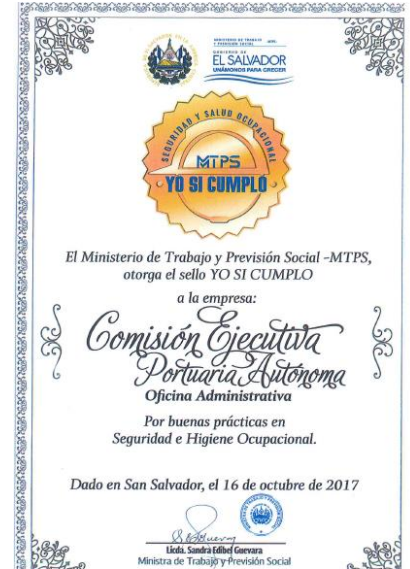 MINISTERIO DE TRABAJO
Y PREVISIÓN SOCIAL
MTPS
GOBIERNO DE
EL SALVADOR
UNÁMONOS PARA CRECER
SEGURIDAD Y SALUD OCUPACIONAL
MTPS
· YO SI CUMPLO ·
El Ministerio de Trabajo y Previsión Social –MTPS,
otorga el sello YO SI CUMPLO
a la empresa:
Comisión Ejecutiva
Portuaria Autónoma
Oficina Administrativa
Por buenas prácticas en
Seguridad e Higiene Ocupacional.
Dado en San Salvador, el 16 de octubre de 2017
Licda. Sandra Edibel Guevara
Ministra de Trabajo y Previsión Social